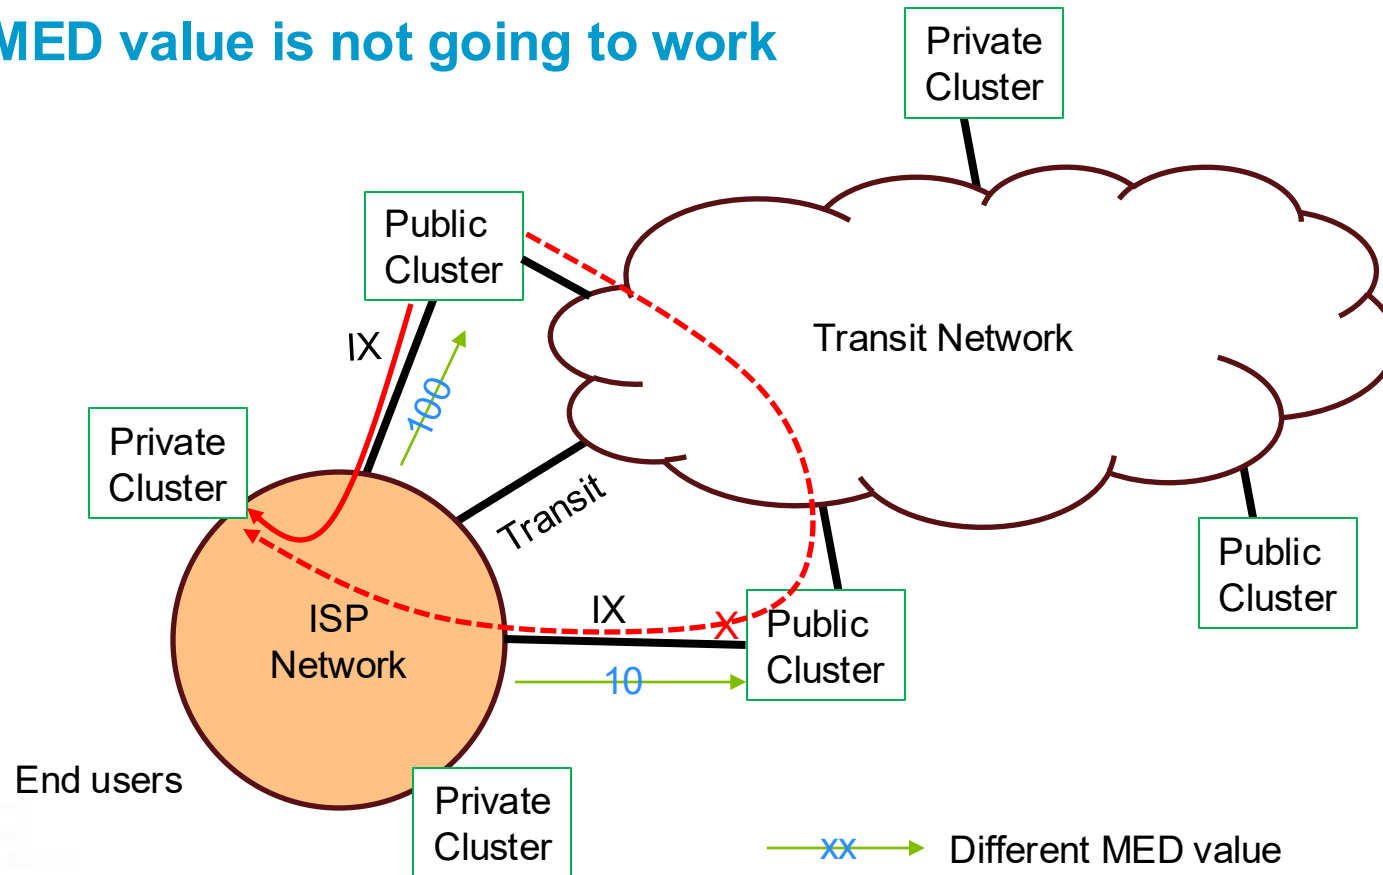 MED value is not going to work
Private
Cluster
Public
Cluster
IX
100
Transit Network
Private
Cluster
Transit
Public
Cluster
IX
X
ISP
Network
Public
Cluster
10
End users
Private
Cluster
xx
Different MED value